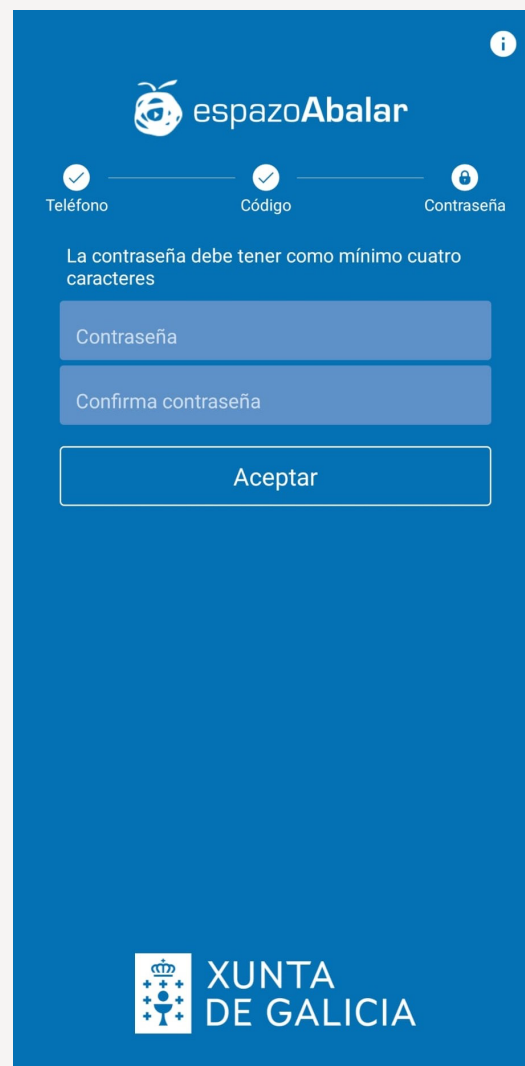 espazoAbalar
Teléfono Código Contraseña
La contraseña debe tener como mínimo cuatro
caracteres
Contraseña
Confirma contraseña
Aceptar
XUNTA
DE GALICIA